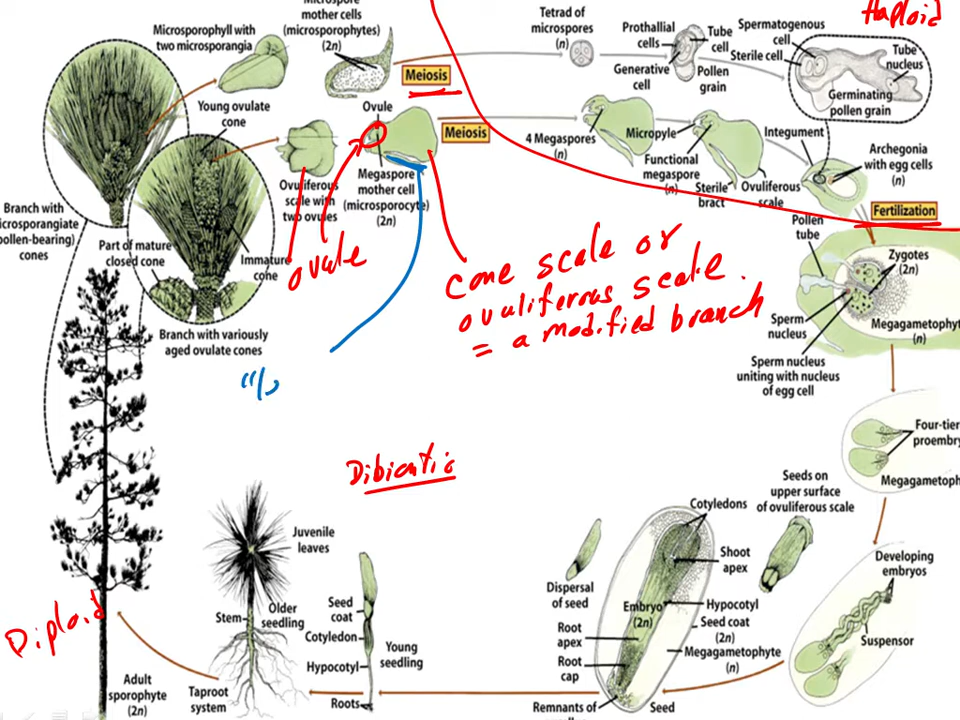 Microspore
mother cells
(microsporophytes)
(2n)
Microsporophyll with
two microsporangia
Meiosis
Tetrad of
microspores
(n)
Prothallial
cells
Tube
cell
Generative
cell
Pollen
grain
Spermatogenous
cell
Sterile cell
Tube
nucleus
Germinating
pollen grain
Haploid
Young ovulate
cone
Ovule
Meiosis
4 Megaspores
(n)
Micropyle
Integument
Archegonia
with egg cells
(n)
Functional
megaspore
(n)
Sterile
bract
Ovuliferous
scale
Ovuliferous
scale with
two ovules
Megaspore
mother cell
(microsporocyte)
(2n)
Fertilization
Branch with
icrosporangiate
pollen-bearing)
cones
Part of mature
closed cone
Immature
cone
Branch with variously
aged ovulate cones
ovule
cone scale or
ovuliferous scale.
= a modified branch
Pollen
tube
Zygotes
(2n)
Sperm
nucleus
Megagametophyt
(n)
Sperm nucleus
uniting with nucleus
of egg cell
Four-tier
proembry
Megagametoph
Dibiontic
Developing
embryos
Suspensor
Seeds on
upper surface
of ovuliferous scale
Cotyledons
Shoot
apex
Dispersal
of seed
Embryo
(2n)
Hypocotyl
Seed coat
(2n)
Root
apex
Megagametophyte
(n)
Root
cap
Remnants of
Seed
Juvenile
leaves
Stem
Older
seedling
Taproot
system
Seed
coat
Cotyledon
Young
seedling
Hypocotyl
Roots
Diploid
Adult
sporophyte
(2n)